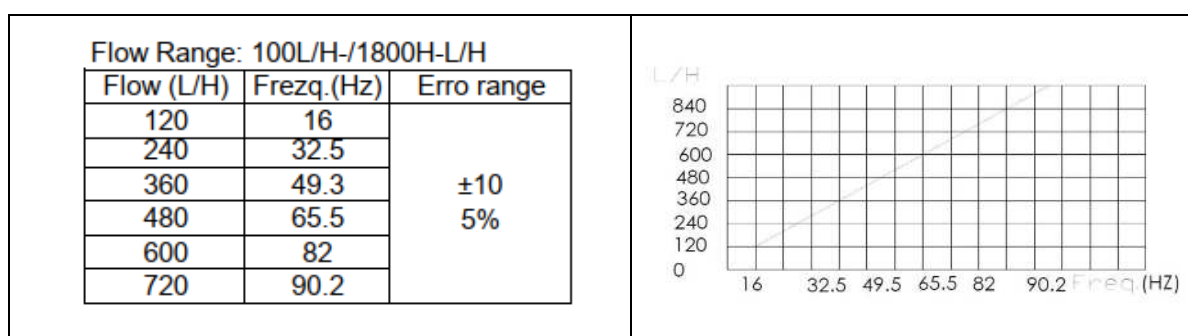 Flow Range: 100L/H-/1800H-L/H
Flow (L/H) Frezq.(Hz) Erro range
120 16
240 32.5
360 49.3 ±10
480 65.5 5%
600 82
720 90.2
L/H
840
720
600
480
360
240
120
0
16 32.5 49.5 65.5 82 90.2 Freq.(HZ)